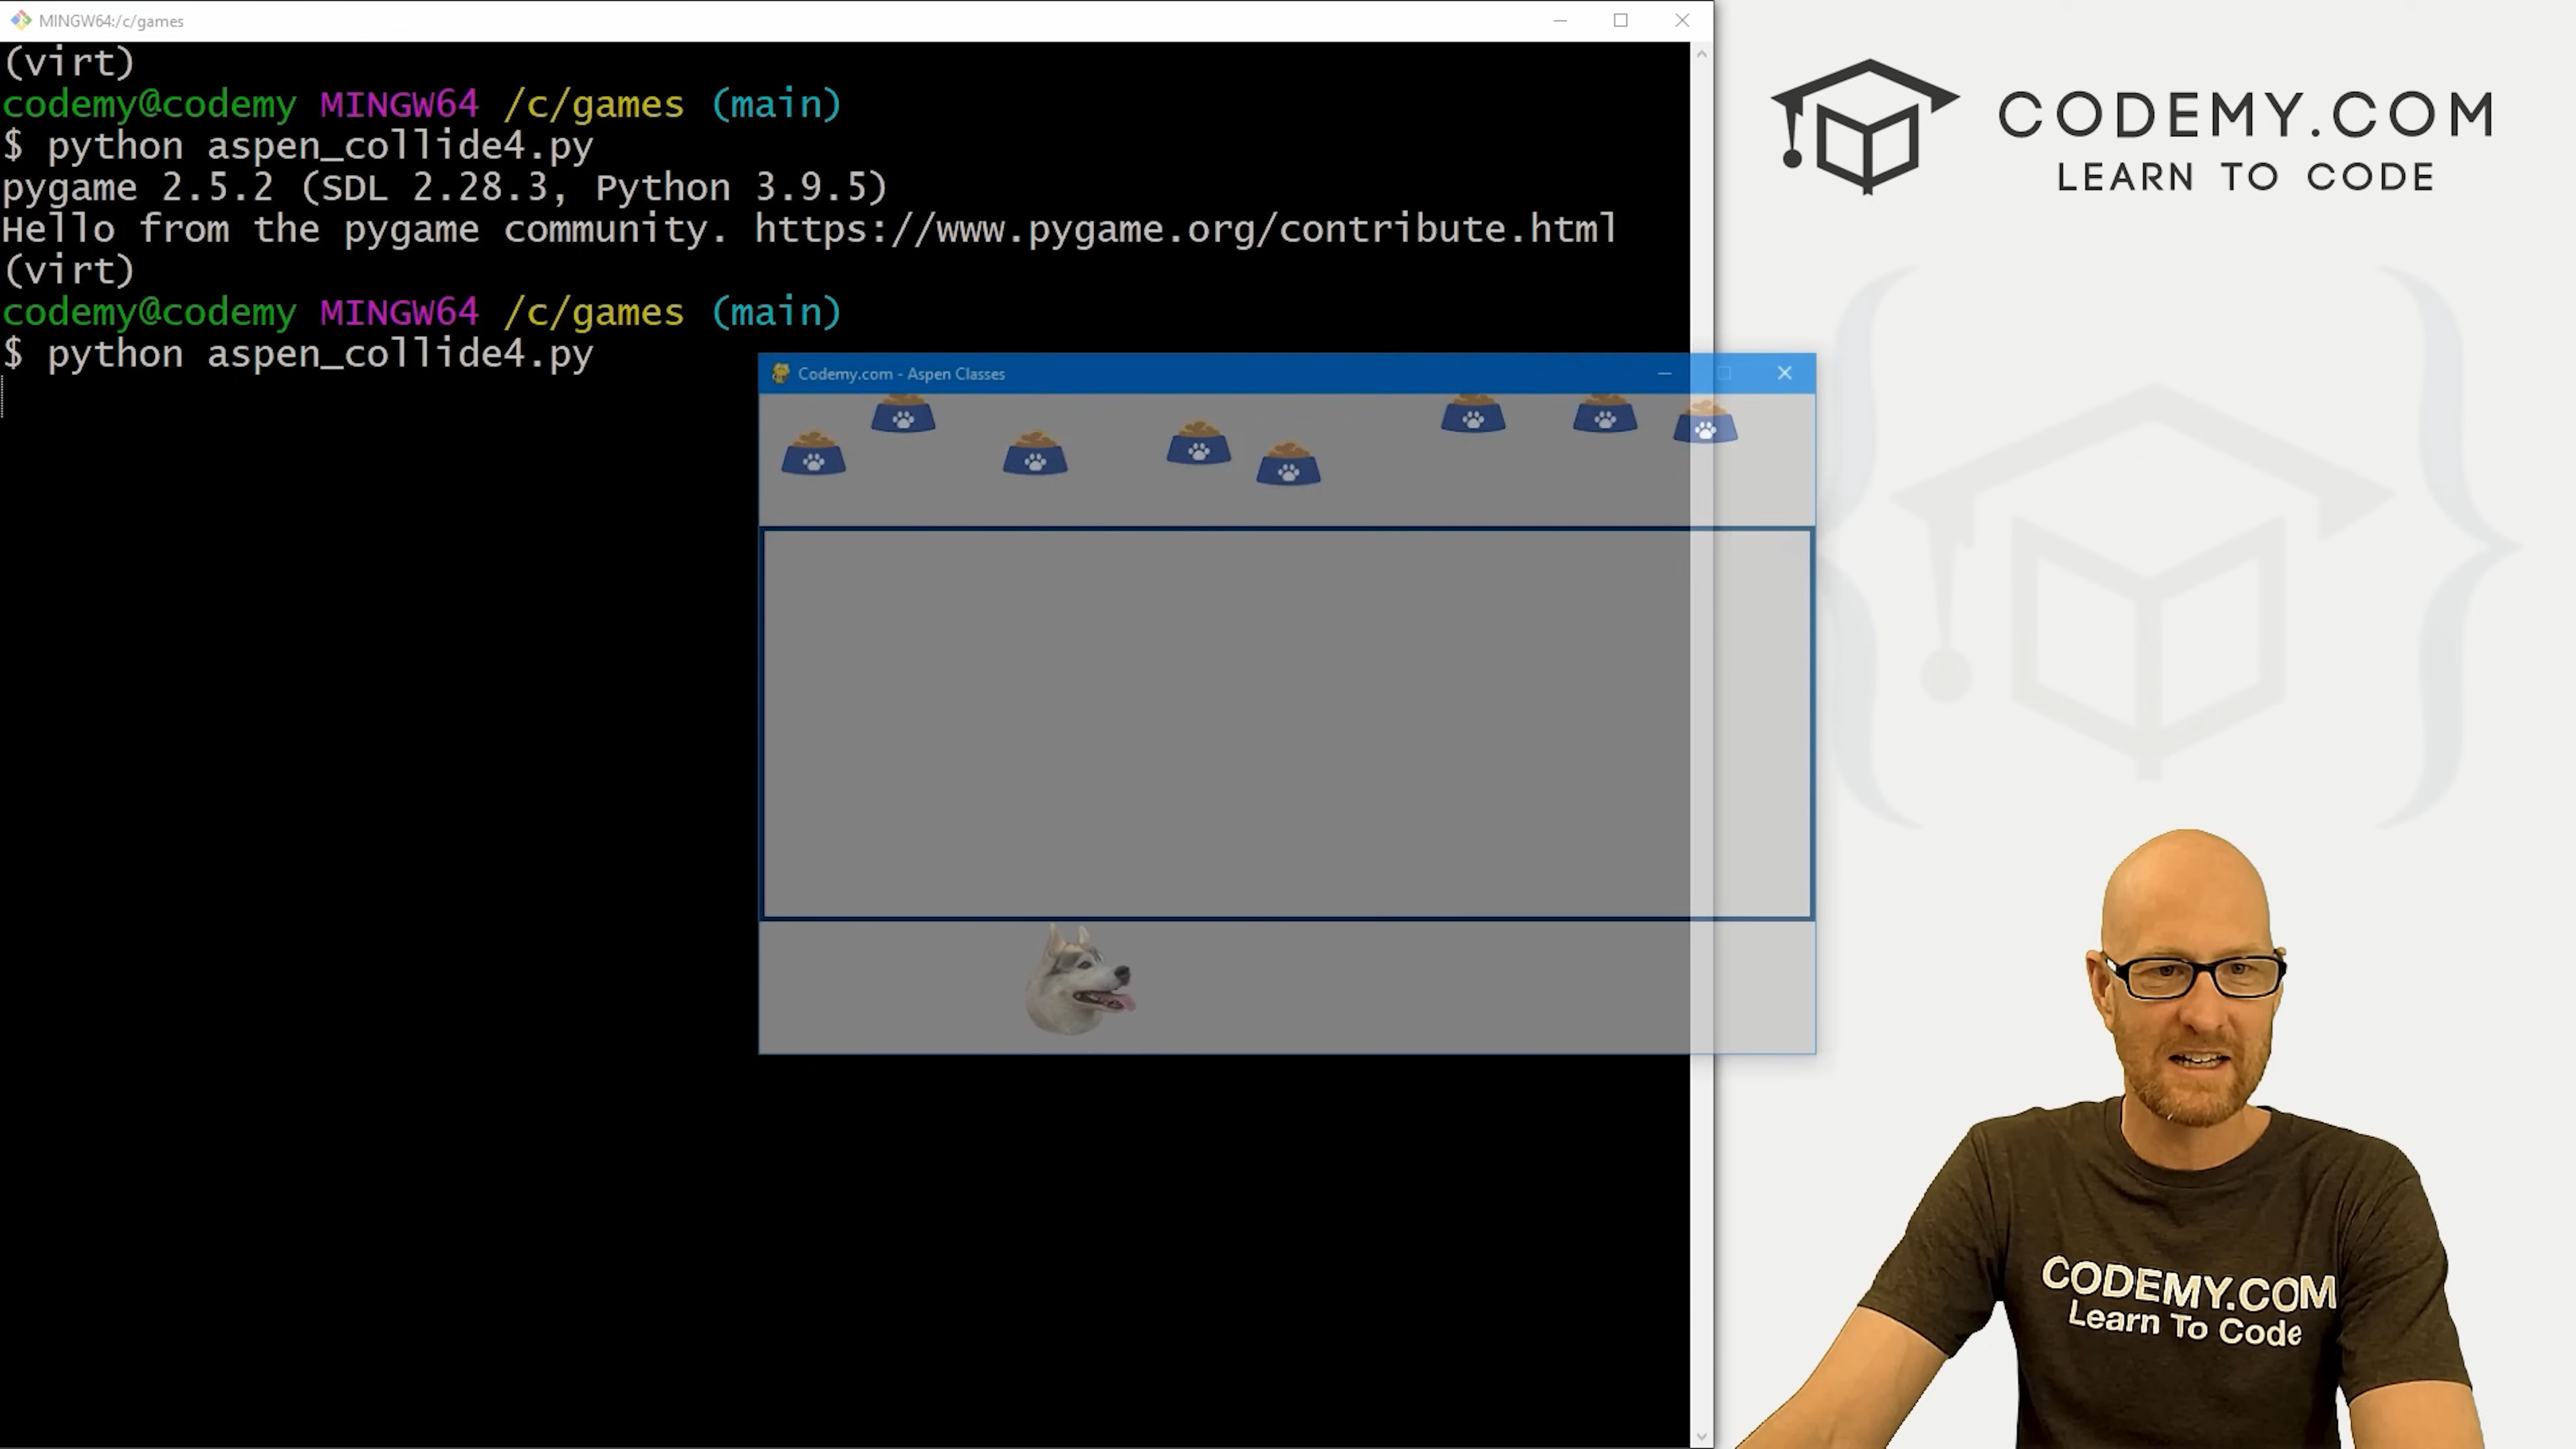 MINGW64:/c/games
(virt)
codemy@codemy MINGW64 /c/games (main)
$ python aspen_collide4.py
pygame 2.5.2 (SDL 2.28.3, Python 3.9.5)
Hello from the pygame community. https://www.pygame.org/contribute.html
(virt)
codemy@codemy MINGW64 /c/games (main)
$ python aspen_collide4.py
Codemy.com - Aspen Classes
CODEMY.COM
LEARN TO CODE
CODEMY.COM
Learn To Code